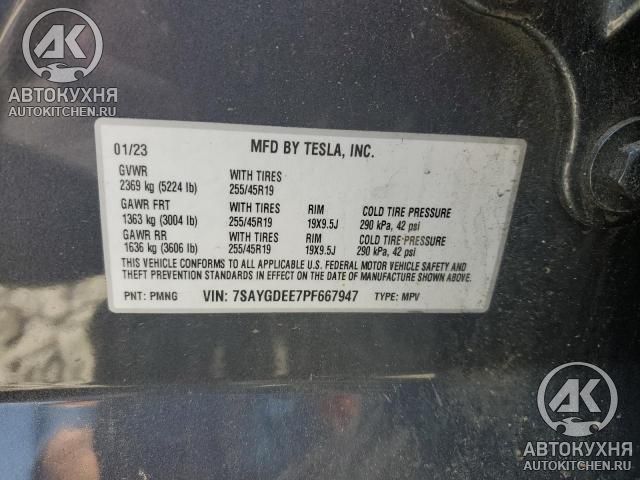 АК
АВТОКУХНЯ
AUTOKITCHEN.RU
01/23 MFD BY TESLA, INC.
GVWR WITH TIRES
2369 kg (5224 lb) 255/45R19
GAWR FRT WITH TIRES RIM COLD TIRE PRESSURE
1363 kg (3004 lb) 255/45R19 19X9.5J 290 kPa, 42 psi
GAWR RR WITH TIRES RIM COLD TIRE PRESSURE
1636 kg (3606 lb) 255/45R19 19X9.5J 290 kPa, 42 psi
THIS VEHICLE CONFORMS TO ALL APPLICABLE U.S. FEDERAL MOTOR VEHICLE SAFETY AND
THEFT PREVENTION STANDARDS IN EFFECT ON THE DATE OF MANUFACTURE SHOWN ABOVE.
PNT: PMNG VIN: 7SAYGDEE7PF667947 TYPE: MPV
АК
АВТОКУХНЯ
AUTOKITCHEN.RU